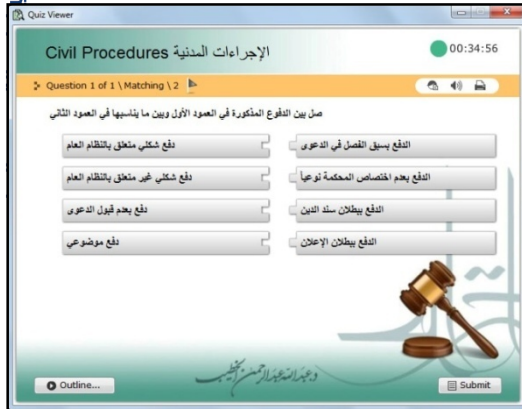 Quiz Viewer
Civil Procedures الإجراءات المدنية
00:34:56
Question 1 of 1 \ Matching \ 2
صل بين الدفوع المذكورة في العمود الأول وبين ما يناسبها في العمود الثاني
الدفع بسبق الفصل في الدعوى
دفع شكلي متعلق بالنظام العام
الدفع بعدم اختصاص المحكمة نوعياً
دفع شكلي غير متعلق بالنظام العام
الدفع ببطلان سند الدين
دفع بعدم قبول الدعوى
الدفع ببطلان الإعلان
دفع موضوعي
د.عبدالله عبدالرحمن الخطيب
Outline...
Submit